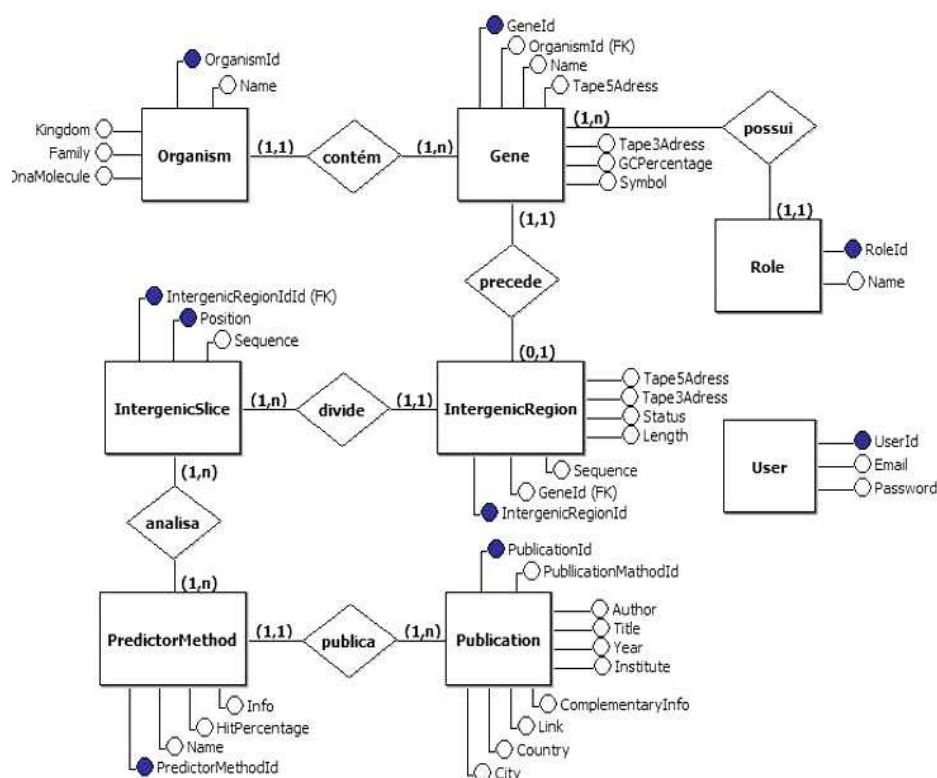 GeneId
OrganismId (FK)
Name
Tape5Adress
OrganismId
Name
Kingdom
Family
DnaMolecule
Organism
(1,1)
contém
(1,n)
Gene
(1,n)
possui
Tape3Adress
GCPercentage
Symbol
(1,1)
(1,1)
Role
RoleId
Name
precede
IntergenicRegionIdId (FK)
Position
Sequence
(0,1)
IntergenicSlice
(1,n)
divide
(1,1)
IntergenicRegion
Tape5Adress
Tape3Adress
Status
Length
Sequence
GeneId (FK)
IntergenicRegionId
User
UserId
Email
Password
(1,n)
analisa
(1,n)
PublicationId
PubllicationMathodId
PredictorMethod
(1,1)
publica
(1,n)
Publication
Author
Title
Year
Institute
Info
HitPercentage
Name
PredictorMethodId
ComplementaryInfo
Link
Country
City